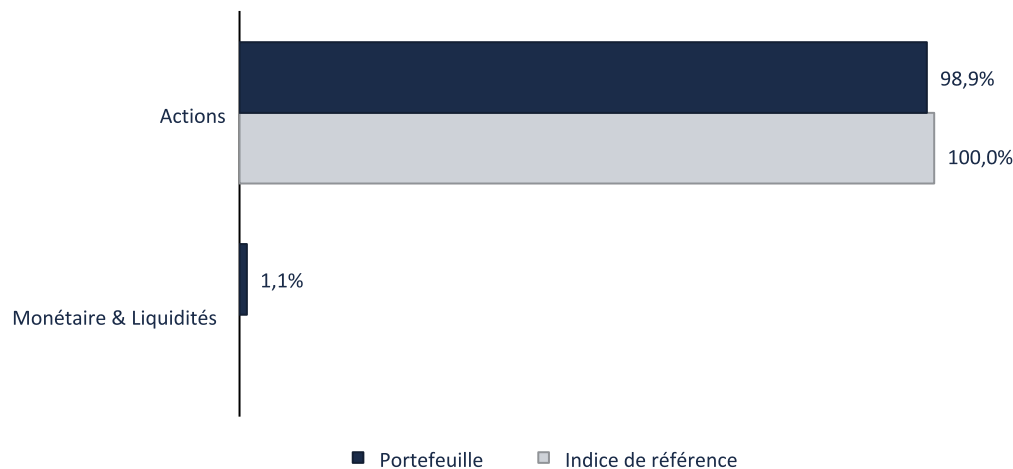 98,9%
Actions
100,0%
1,1%
Monétaire & Liquidités
Portefeuille
Indice de référence